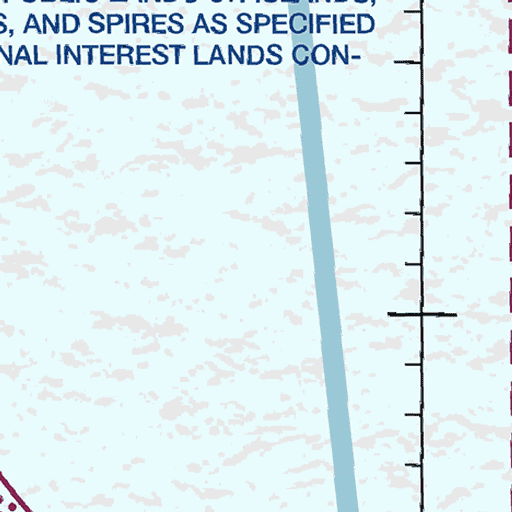 S, AND SPIRES AS SPECIFIED
NAL INTEREST LANDS CON-